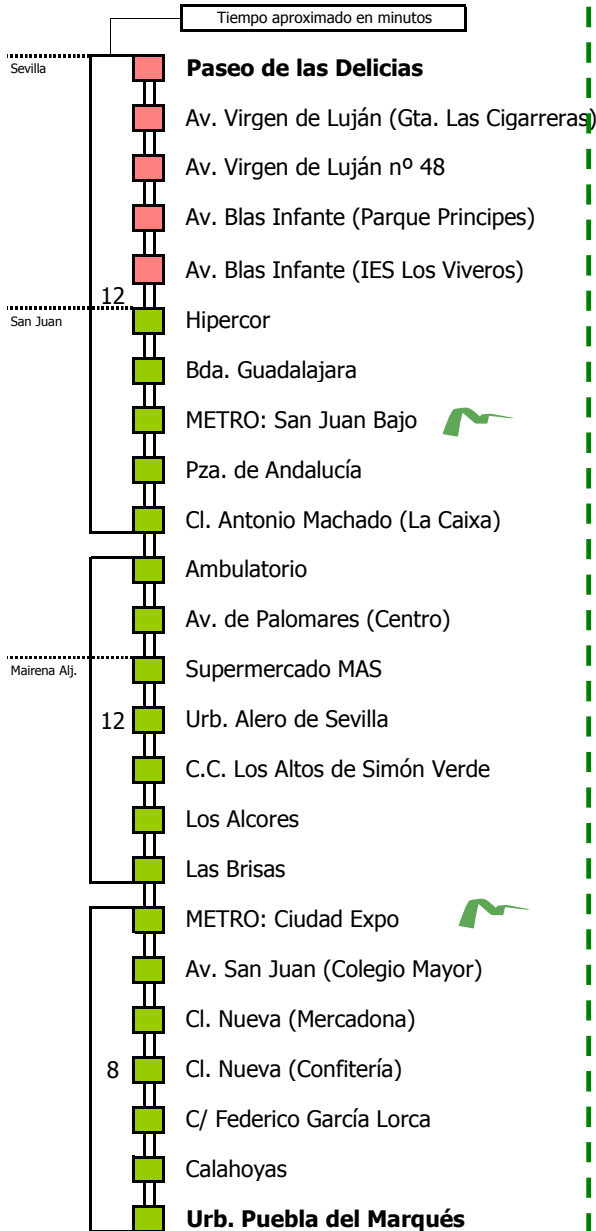 Tiempo aproximado en minutos
Sevilla
Paseo de las Delicias
Av. Virgen de Luján (Gta. Las Cigarreras)
Av. Virgen de Luján nº 48
Av. Blas Infante (Parque Principes)
Av. Blas Infante (IES Los Viveros)
12
San Juan
Hipercor
Bda. Guadalajara
METRO: San Juan Bajo
Pza. de Andalucía
Cl. Antonio Machado (La Caixa)
Ambulatorio
Av. de Palomares (Centro)
Mairena Alj.
Supermercado MAS
12
Urb. Alero de Sevilla
C.C. Los Altos de Simón Verde
Los Alcores
Las Brisas
METRO: Ciudad Expo
Av. San Juan (Colegio Mayor)
Cl. Nueva (Mercadona)
8
Cl. Nueva (Confitería)
C/ Federico García Lorca
Calahoyas
Urb. Puebla del Marqués